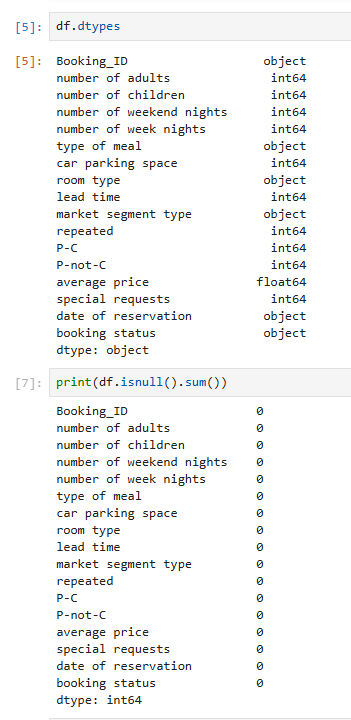 [5]: df.dtypes
[5]: Booking_ID object
number of adults int64
number of children int64
number of weekend nights int64
number of week nights int64
type of meal object
car parking space int64
room type object
lead time int64
market segment type object
repeated int64
P-C int64
P-not-C int64
average price float64
special requests int64
date of reservation object
booking status object
dtype: object
[7]: print(df.isnull().sum())
Booking_ID 0
number of adults 0
number of children 0
number of weekend nights 0
number of week nights 0
type of meal 0
car parking space 0
room type 0
lead time 0
market segment type 0
repeated 0
P-C 0
P-not-C 0
average price 0
special requests 0
date of reservation 0
booking status 0
dtype: int64